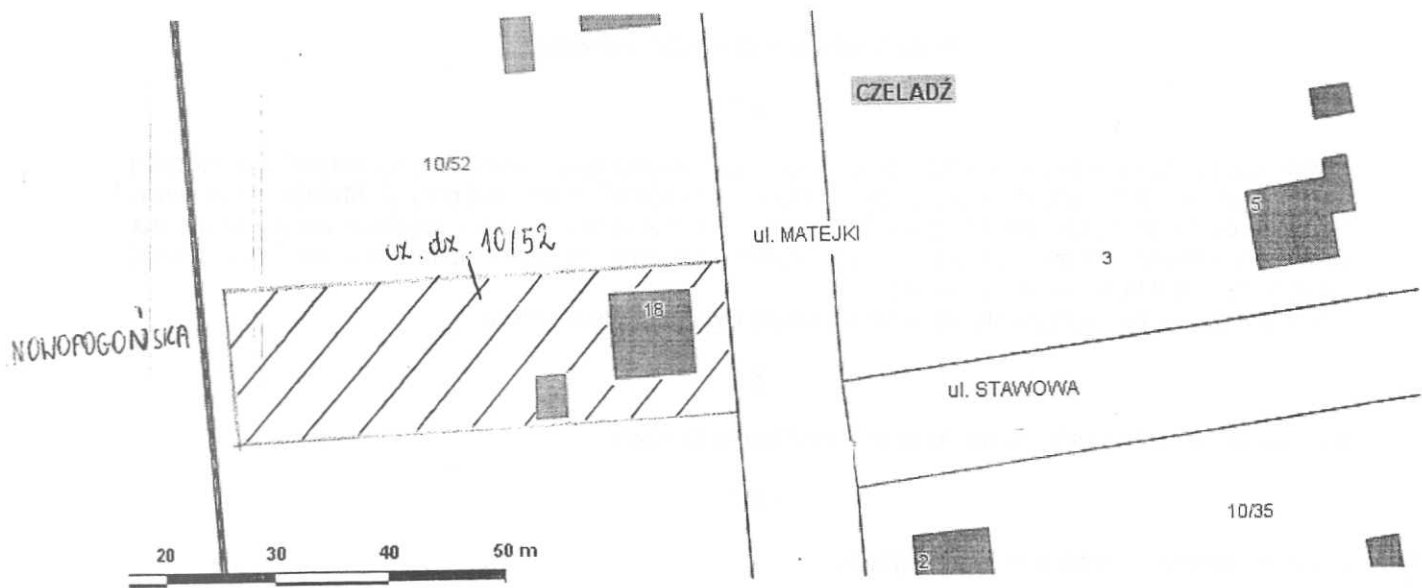 CZELADŹ
10/52
5
ul. MATEJKI
cz. dz. 10/52
3
18
NOWOPOGOŃSKA
ul. STAWOWA
10/35
20 30 40 50 m
2